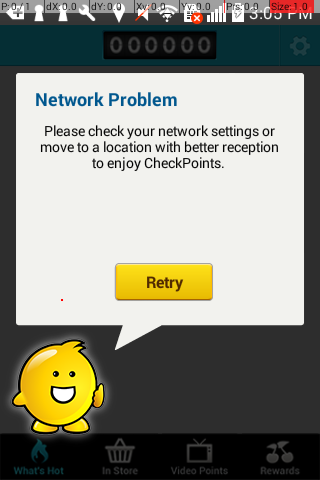 P: 0 / 1 dX: 0.0 dY: 0.0 Xv: 0.0 Yv: 0.0 Prs: 0.0 Size: 1.0
3:05 PM
000000
Network Problem
Please check your network settings or
move to a location with better reception
to enjoy CheckPoints.
Retry
What's Hot In Store Video Points Rewards